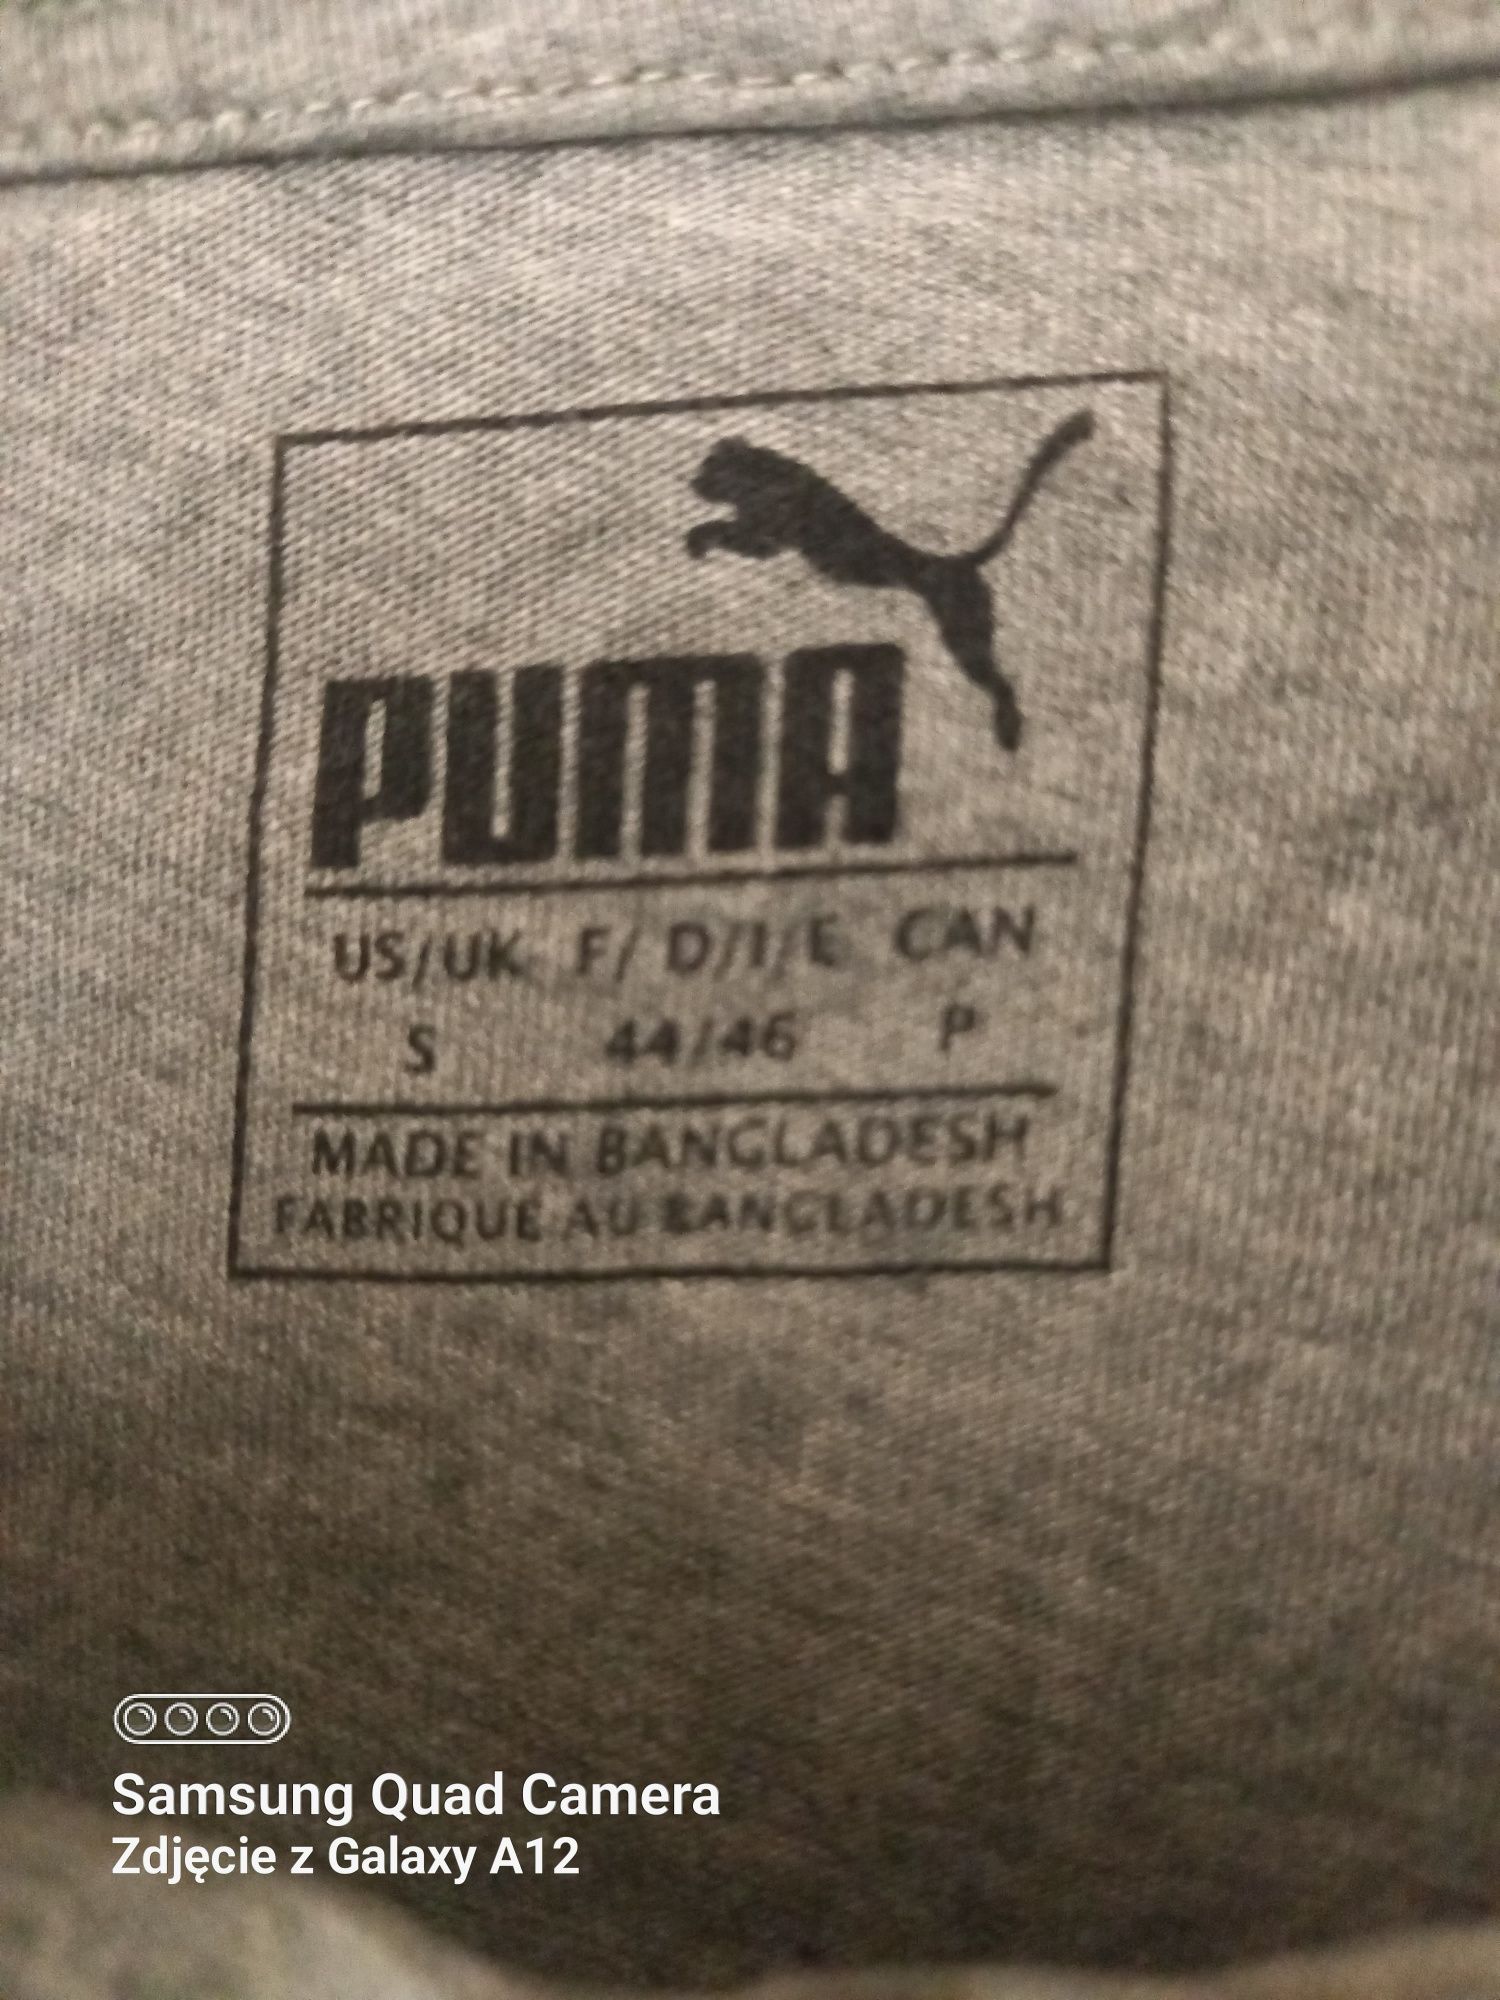 PUMA
US/UK F/ D/I/E CAN
S 44/46 P
MADE IN BANGLADESH
FABRIQUE AU BANGLADESH
Samsung Quad Camera
Zdjęcie z Galaxy A12